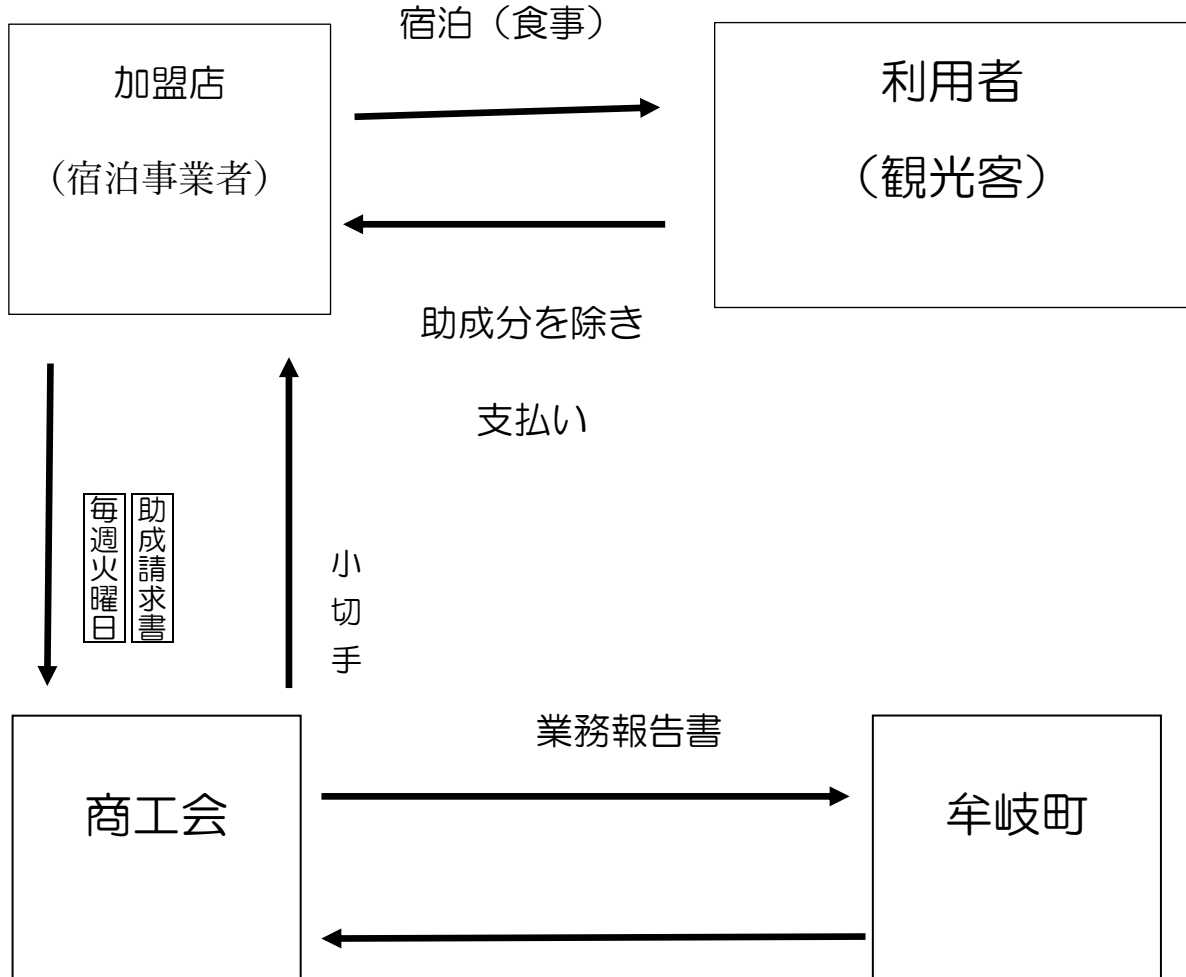 宿泊（食事）
加盟店
（宿泊事業者）
利用者
（観光客）
助成分を除き
支払い
助成請求書
毎週火曜日
小切手
業務報告書
商工会
牟岐町